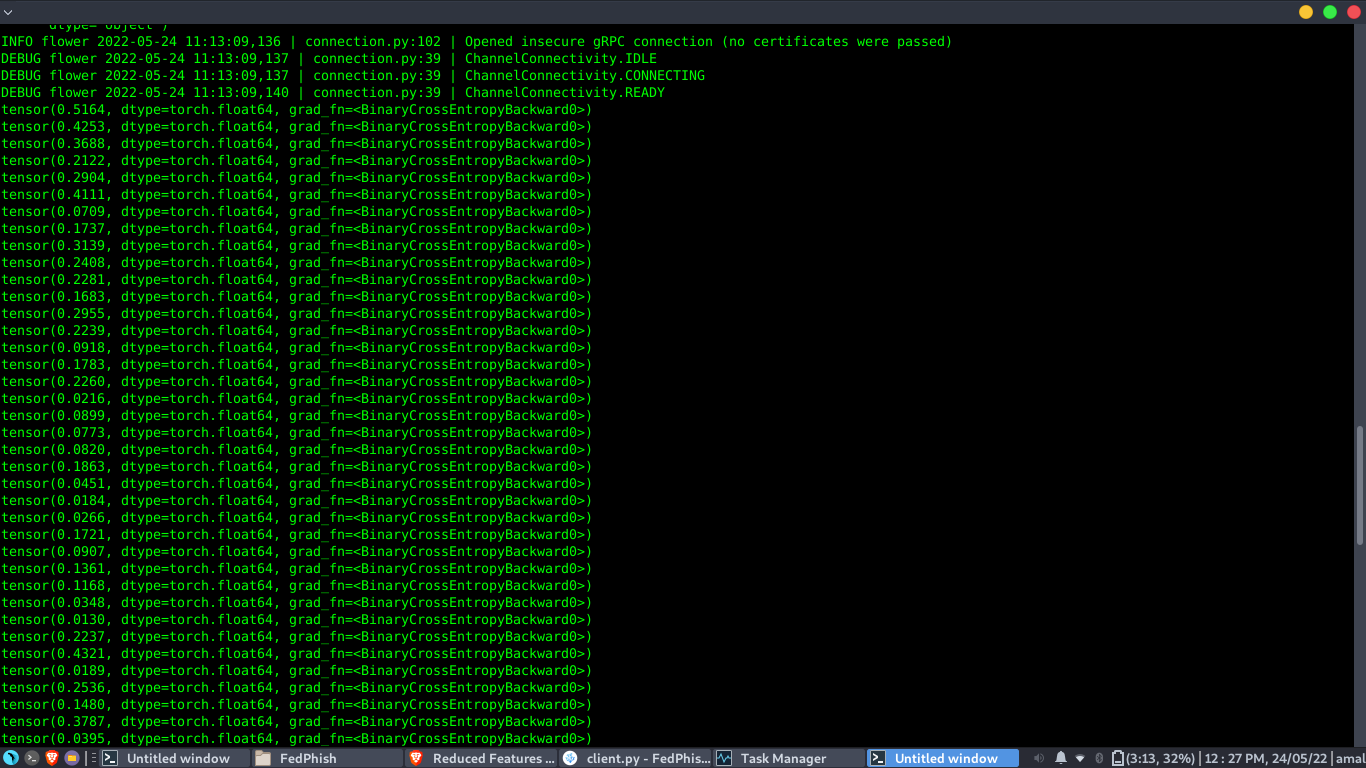 dtype='object')
INFO flower 2022-05-24 11:13:09,136 | connection.py:102 | Opened insecure gRPC connection (no certificates were passed)
DEBUG flower 2022-05-24 11:13:09,137 | connection.py:39 | ChannelConnectivity.IDLE
DEBUG flower 2022-05-24 11:13:09,137 | connection.py:39 | ChannelConnectivity.CONNECTING
DEBUG flower 2022-05-24 11:13:09,140 | connection.py:39 | ChannelConnectivity.READY
tensor(0.5164, dtype=torch.float64, grad_fn=<BinaryCrossEntropyBackward0>)
tensor(0.4253, dtype=torch.float64, grad_fn=<BinaryCrossEntropyBackward0>)
tensor(0.3688, dtype=torch.float64, grad_fn=<BinaryCrossEntropyBackward0>)
tensor(0.2122, dtype=torch.float64, grad_fn=<BinaryCrossEntropyBackward0>)
tensor(0.2904, dtype=torch.float64, grad_fn=<BinaryCrossEntropyBackward0>)
tensor(0.4111, dtype=torch.float64, grad_fn=<BinaryCrossEntropyBackward0>)
tensor(0.0709, dtype=torch.float64, grad_fn=<BinaryCrossEntropyBackward0>)
tensor(0.1737, dtype=torch.float64, grad_fn=<BinaryCrossEntropyBackward0>)
tensor(0.3139, dtype=torch.float64, grad_fn=<BinaryCrossEntropyBackward0>)
tensor(0.2408, dtype=torch.float64, grad_fn=<BinaryCrossEntropyBackward0>)
tensor(0.2281, dtype=torch.float64, grad_fn=<BinaryCrossEntropyBackward0>)
tensor(0.1683, dtype=torch.float64, grad_fn=<BinaryCrossEntropyBackward0>)
tensor(0.2955, dtype=torch.float64, grad_fn=<BinaryCrossEntropyBackward0>)
tensor(0.2239, dtype=torch.float64, grad_fn=<BinaryCrossEntropyBackward0>)
tensor(0.0918, dtype=torch.float64, grad_fn=<BinaryCrossEntropyBackward0>)
tensor(0.1783, dtype=torch.float64, grad_fn=<BinaryCrossEntropyBackward0>)
tensor(0.2260, dtype=torch.float64, grad_fn=<BinaryCrossEntropyBackward0>)
tensor(0.0216, dtype=torch.float64, grad_fn=<BinaryCrossEntropyBackward0>)
tensor(0.0899, dtype=torch.float64, grad_fn=<BinaryCrossEntropyBackward0>)
tensor(0.0773, dtype=torch.float64, grad_fn=<BinaryCrossEntropyBackward0>)
tensor(0.0820, dtype=torch.float64, grad_fn=<BinaryCrossEntropyBackward0>)
tensor(0.1863, dtype=torch.float64, grad_fn=<BinaryCrossEntropyBackward0>)
tensor(0.0451, dtype=torch.float64, grad_fn=<BinaryCrossEntropyBackward0>)
tensor(0.0184, dtype=torch.float64, grad_fn=<BinaryCrossEntropyBackward0>)
tensor(0.0266, dtype=torch.float64, grad_fn=<BinaryCrossEntropyBackward0>)
tensor(0.1721, dtype=torch.float64, grad_fn=<BinaryCrossEntropyBackward0>)
tensor(0.0907, dtype=torch.float64, grad_fn=<BinaryCrossEntropyBackward0>)
tensor(0.1361, dtype=torch.float64, grad_fn=<BinaryCrossEntropyBackward0>)
tensor(0.1168, dtype=torch.float64, grad_fn=<BinaryCrossEntropyBackward0>)
tensor(0.0348, dtype=torch.float64, grad_fn=<BinaryCrossEntropyBackward0>)
tensor(0.0130, dtype=torch.float64, grad_fn=<BinaryCrossEntropyBackward0>)
tensor(0.2237, dtype=torch.float64, grad_fn=<BinaryCrossEntropyBackward0>)
tensor(0.4321, dtype=torch.float64, grad_fn=<BinaryCrossEntropyBackward0>)
tensor(0.0189, dtype=torch.float64, grad_fn=<BinaryCrossEntropyBackward0>)
tensor(0.2536, dtype=torch.float64, grad_fn=<BinaryCrossEntropyBackward0>)
tensor(0.1480, dtype=torch.float64, grad_fn=<BinaryCrossEntropyBackward0>)
tensor(0.3787, dtype=torch.float64, grad_fn=<BinaryCrossEntropyBackward0>)
tensor(0.0395, dtype=torch.float64, grad_fn=<BinaryCrossEntropyBackward0>)
Untitled window FedPhish Reduced Features ... client.py - FedPhis... Task Manager Untitled window (3:13, 32%) 12 : 27 PM, 24/05/22 ama